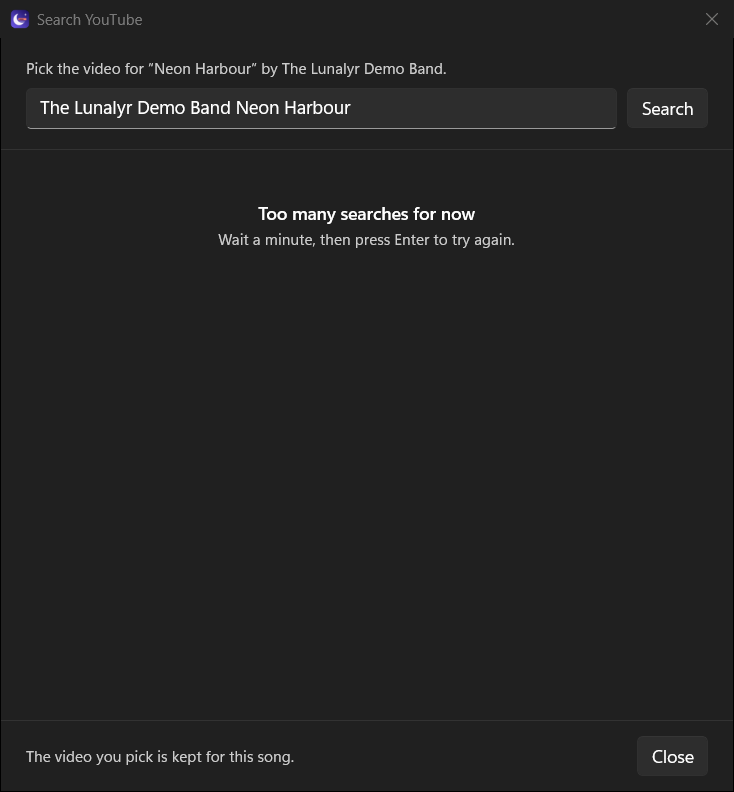 Search YouTube
Pick the video for “Neon Harbour” by The Lunalyr Demo Band.
The Lunalyr Demo Band Neon Harbour
Search
Too many searches for now
Wait a minute, then press Enter to try again.
The video you pick is kept for this song.
Close